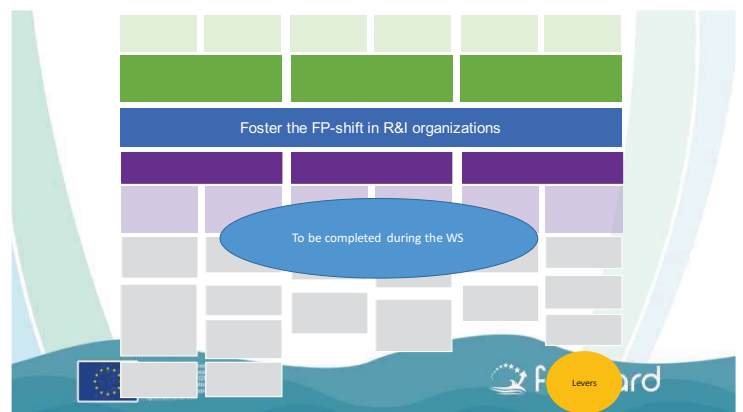 Foster the FP-shift in R&I organizations
To be completed during the WS
Levers